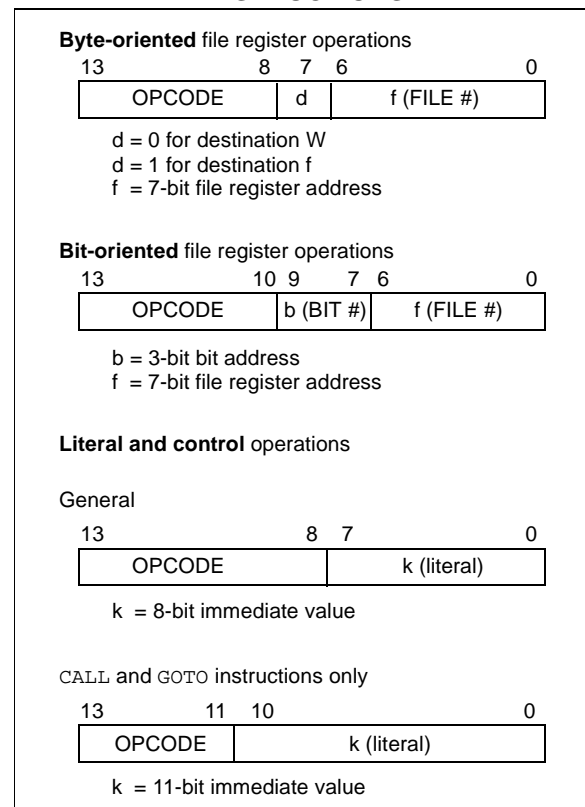 Byte-oriented file register operations
13 8 7 6 0
OPCODE d f (FILE #)
d = 0 for destination W
d = 1 for destination f
f = 7-bit file register address
Bit-oriented file register operations
13 10 9 7 6 0
OPCODE b (BIT #) f (FILE #)
b = 3-bit bit address
f = 7-bit file register address
Literal and control operations
General
13 8 7 0
OPCODE k (literal)
k = 8-bit immediate value
CALL and GOTO instructions only
13 11 10 0
OPCODE k (literal)
k = 11-bit immediate value